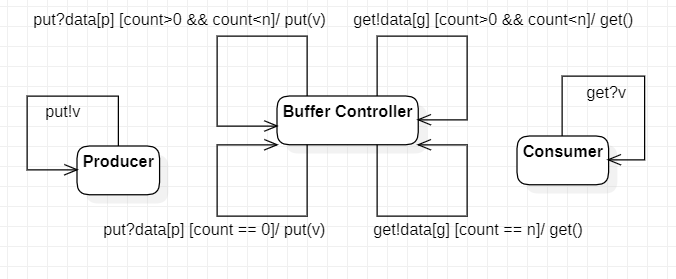 put?data[p] [count>0 && count<n]/ put(v)
get!data[g] [count>0 && count<n]/ get()
put!v
Buffer Controller
get?v
Producer
Consumer
put?data[p] [count == 0]/ put(v)
get!data[g] [count == n]/ get()